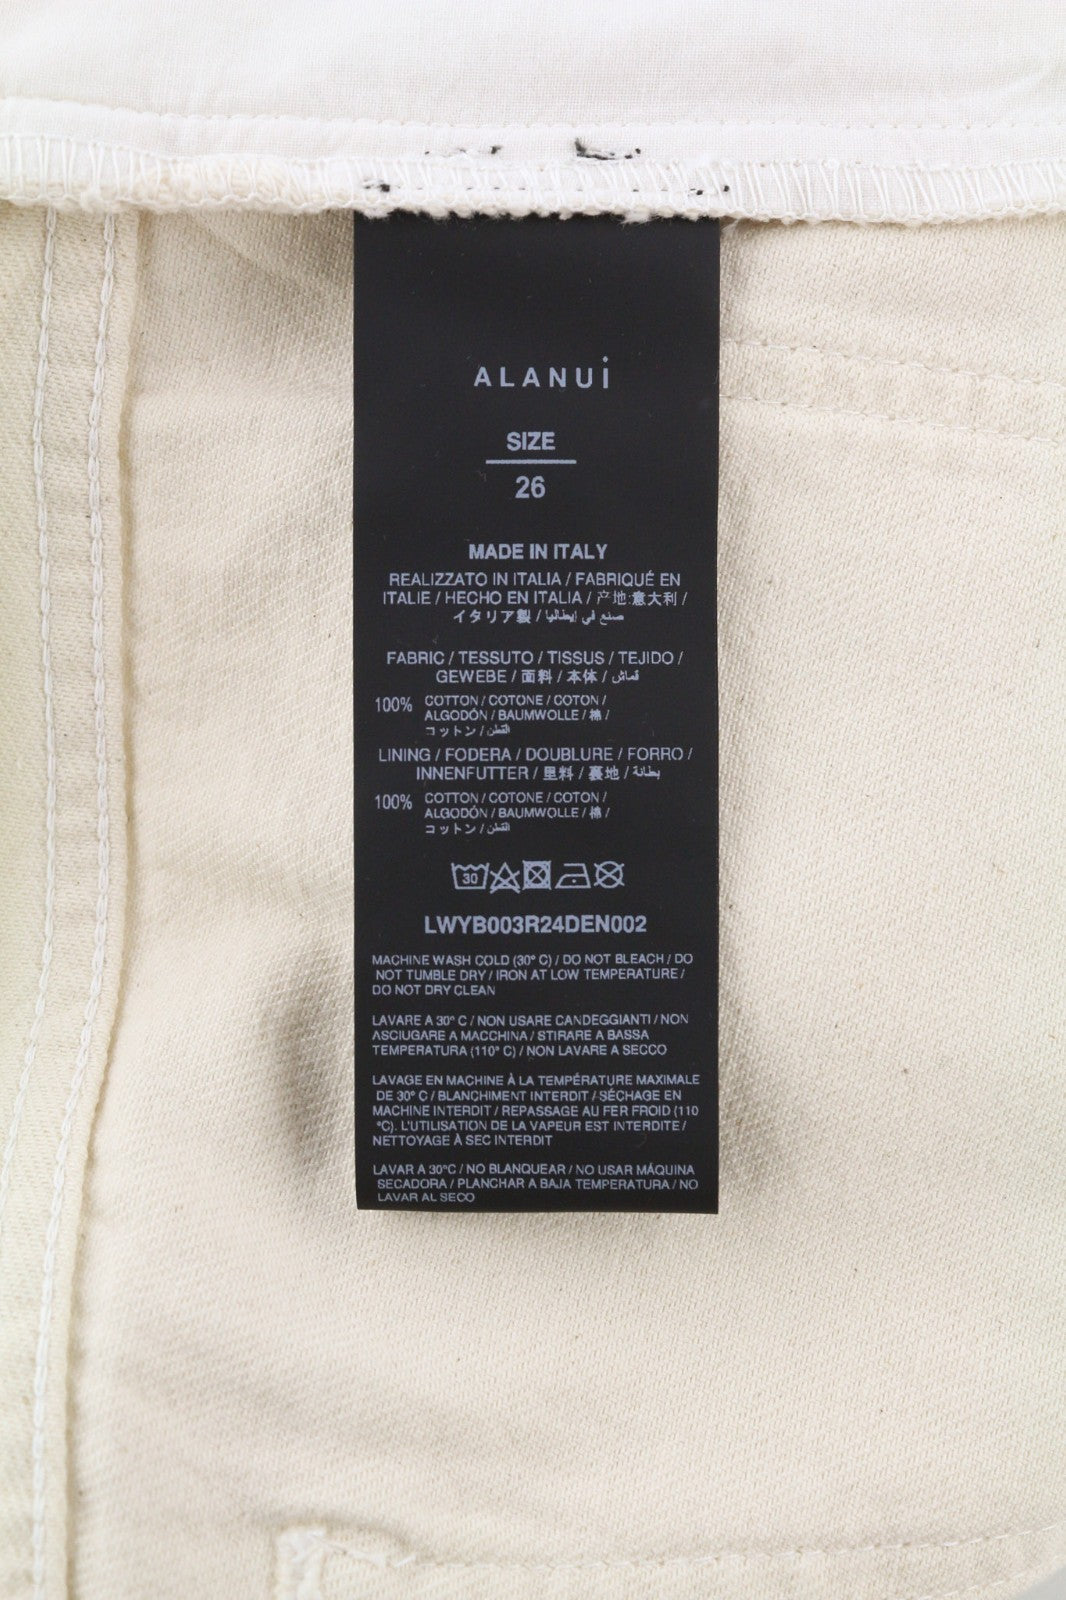 ALANUi
SIZE
26
MADE IN ITALY
REALIZZATO IN ITALIA / FABRIQUÉ EN
ITALIE / HECHO EN ITALIA / 产地:意大利 /
イタリア製 / صنع في إيطاليا
FABRIC / TESSUTO / TISSUS / TEJIDO /
GEWEBE / 面料 / 本体 / قماش
100% COTTON / COTONE / COTON /
ALGODÓN / BAUMWOLLE / 棉 /
コットン / القطن
LINING / FODERA / DOUBLURE / FORRO /
INNENFUTTER / 里料 / 裏地 / بطانة
100% COTTON / COTONE / COTON /
ALGODÓN / BAUMWOLLE / 棉 /
コットン / القطن
30
LWYB003R24DEN002
MACHINE WASH COLD (30° C) / DO NOT BLEACH / DO
NOT TUMBLE DRY / IRON AT LOW TEMPERATURE /
DO NOT DRY CLEAN
LAVARE A 30° C / NON USARE CANDEGGIANTI / NON
ASCIUGARE A MACCHINA / STIRARE A BASSA
TEMPERATURA (110° C) / NON LAVARE A SECCO
LAVAGE EN MACHINE À LA TEMPÉRATURE MAXIMALE
DE 30° C / BLANCHIMENT INTERDIT / SÉCHAGE EN
MACHINE INTERDIT / REPASSAGE AU FER FROID (110
°C). L'UTILISATION DE LA VAPEUR EST INTERDITE /
NETTOYAGE À SEC INTERDIT
LAVAR A 30°C / NO BLANQUEAR / NO USAR MÁQUINA
SECADORA / PLANCHAR A BAJA TEMPERATURA / NO
LAVAR AL SECO